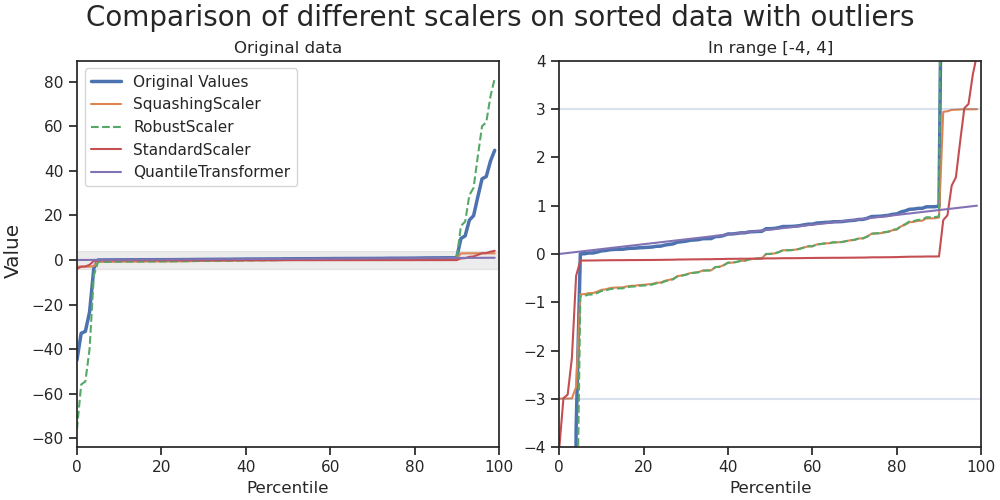 Comparison of different scalers on sorted data with outliers
Original data
Value
80
60
40
20
0
−20
−40
−60
−80
Original Values
SquashingScaler
RobustScaler
StandardScaler
QuantileTransformer
0 20 40 60 80 100
Percentile
In range [-4, 4]
4
3
2
1
0
−1
−2
−3
−4
0 20 40 60 80 100
Percentile